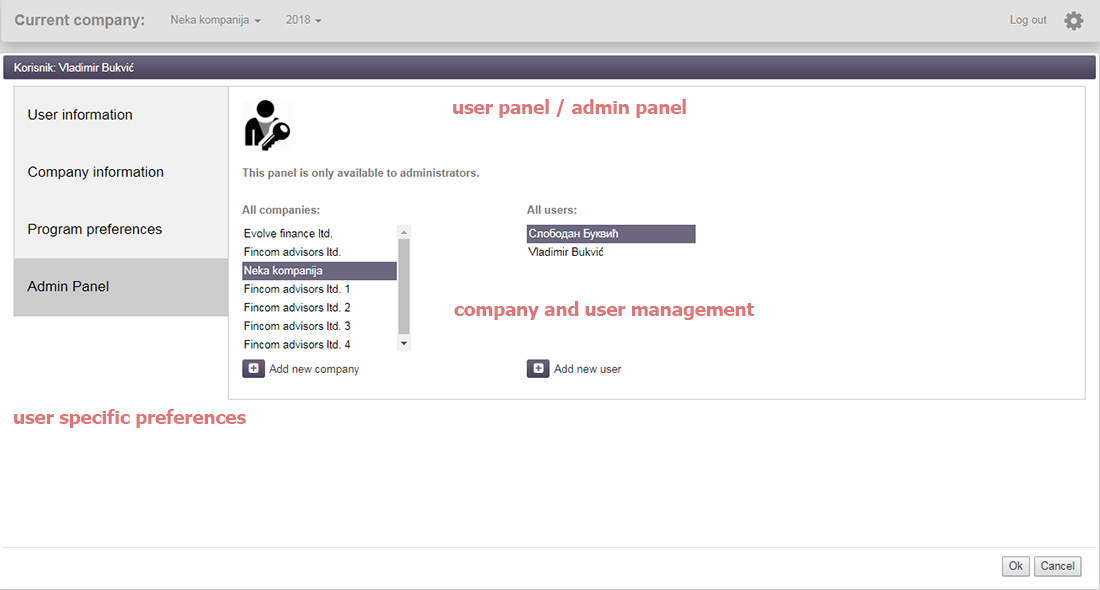 Current company: Neka kompanija 2018 Log out
Korisnik: Vladimir Bukvić
User information
Company information
Program preferences
Admin Panel
user panel / admin panel
This panel is only available to administrators.
All companies:
Evolve finance ltd.
Fincom advisors ltd.
Neka kompanija
Fincom advisors ltd. 1
Fincom advisors ltd. 2
Fincom advisors ltd. 3
Fincom advisors ltd. 4
Add new company
All users:
Слободан Буквић
Vladimir Bukvić
company and user management
Add new user
user specific preferences
Ok Cancel